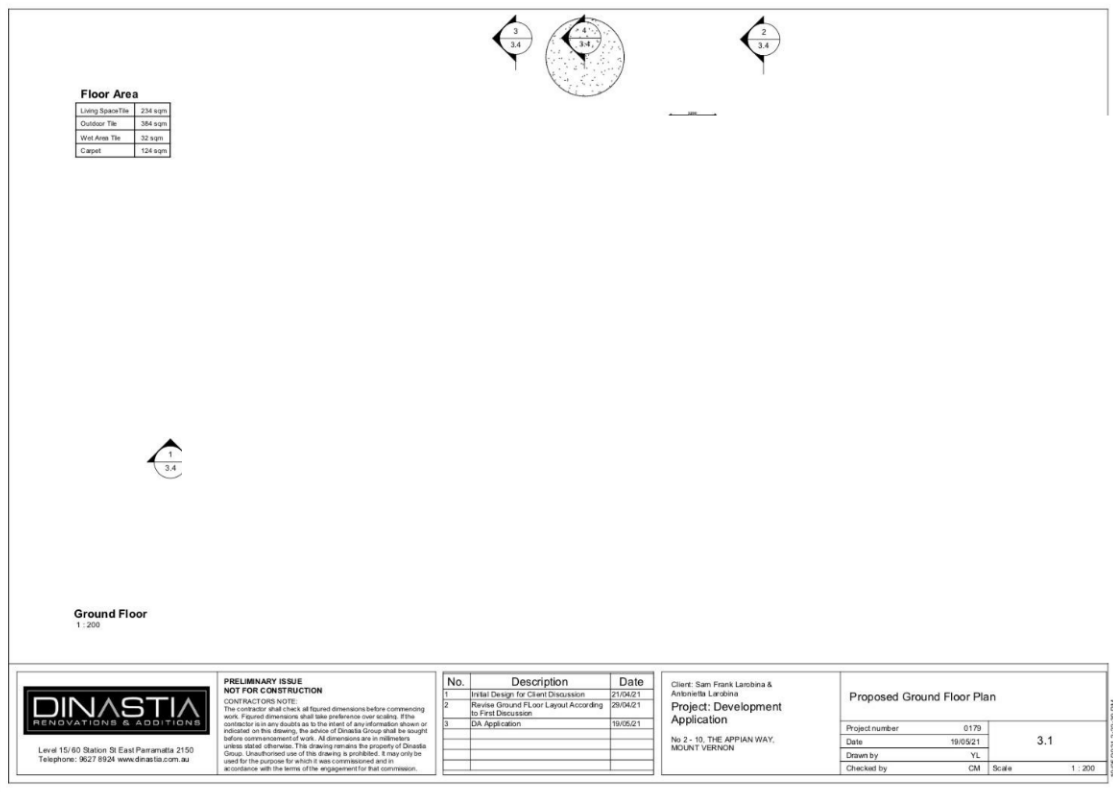 3
3.4
4
3.4
2
3.4
Floor Area
Living SpaceTile 234 sqm
Outdoor Tile 384 sqm
Wet Area Tile 32 sqm
Carpet 124 sqm
1
3.4
Ground Floor
1 : 200
DINASTIA
RENOVATIONS & ADDITIONS
Level 15/ 60 Station St East Parramatta 2150
Telephone: 9627 8924 www.dinastia.com.au
PRELIMINARY ISSUE
NOT FOR CONSTRUCTION
CONTRACTORS NOTE:
The contractor shall check all figured dimensions before commencing
work. Figured dimensions shall take preference over scaling. If the
contractor is in any doubts as to the intent of any information shown or
indicated on this drawing, the advice of Dinastia Group shall be sought
before commencement of work. All dimensions are in millimeters
unless stated otherwise. This drawing remains the property of Dinastia
Group. Unauthorised use of this drawing is prohibited. It may only be
used for the purpose for which it was commissioned and in
accordance with the terms of the engagement for that commission.
No. Description Date
1 Initial Design for Client Discussion 21/04/21
2 Revise Ground FLoor Layout According 29/04/21
to First Discussion
3 DA Application 19/05/21
Client: Sam Frank Larobina &
Antonietta Larobina
Project: Development
Application
No 2 - 10, THE APPIAN WAY,
MOUNT VERNON
Proposed Ground Floor Plan
Project number 0179
Date 19/05/21
Drawn by YL
Checked by CM
3.1
Scale 1 : 200